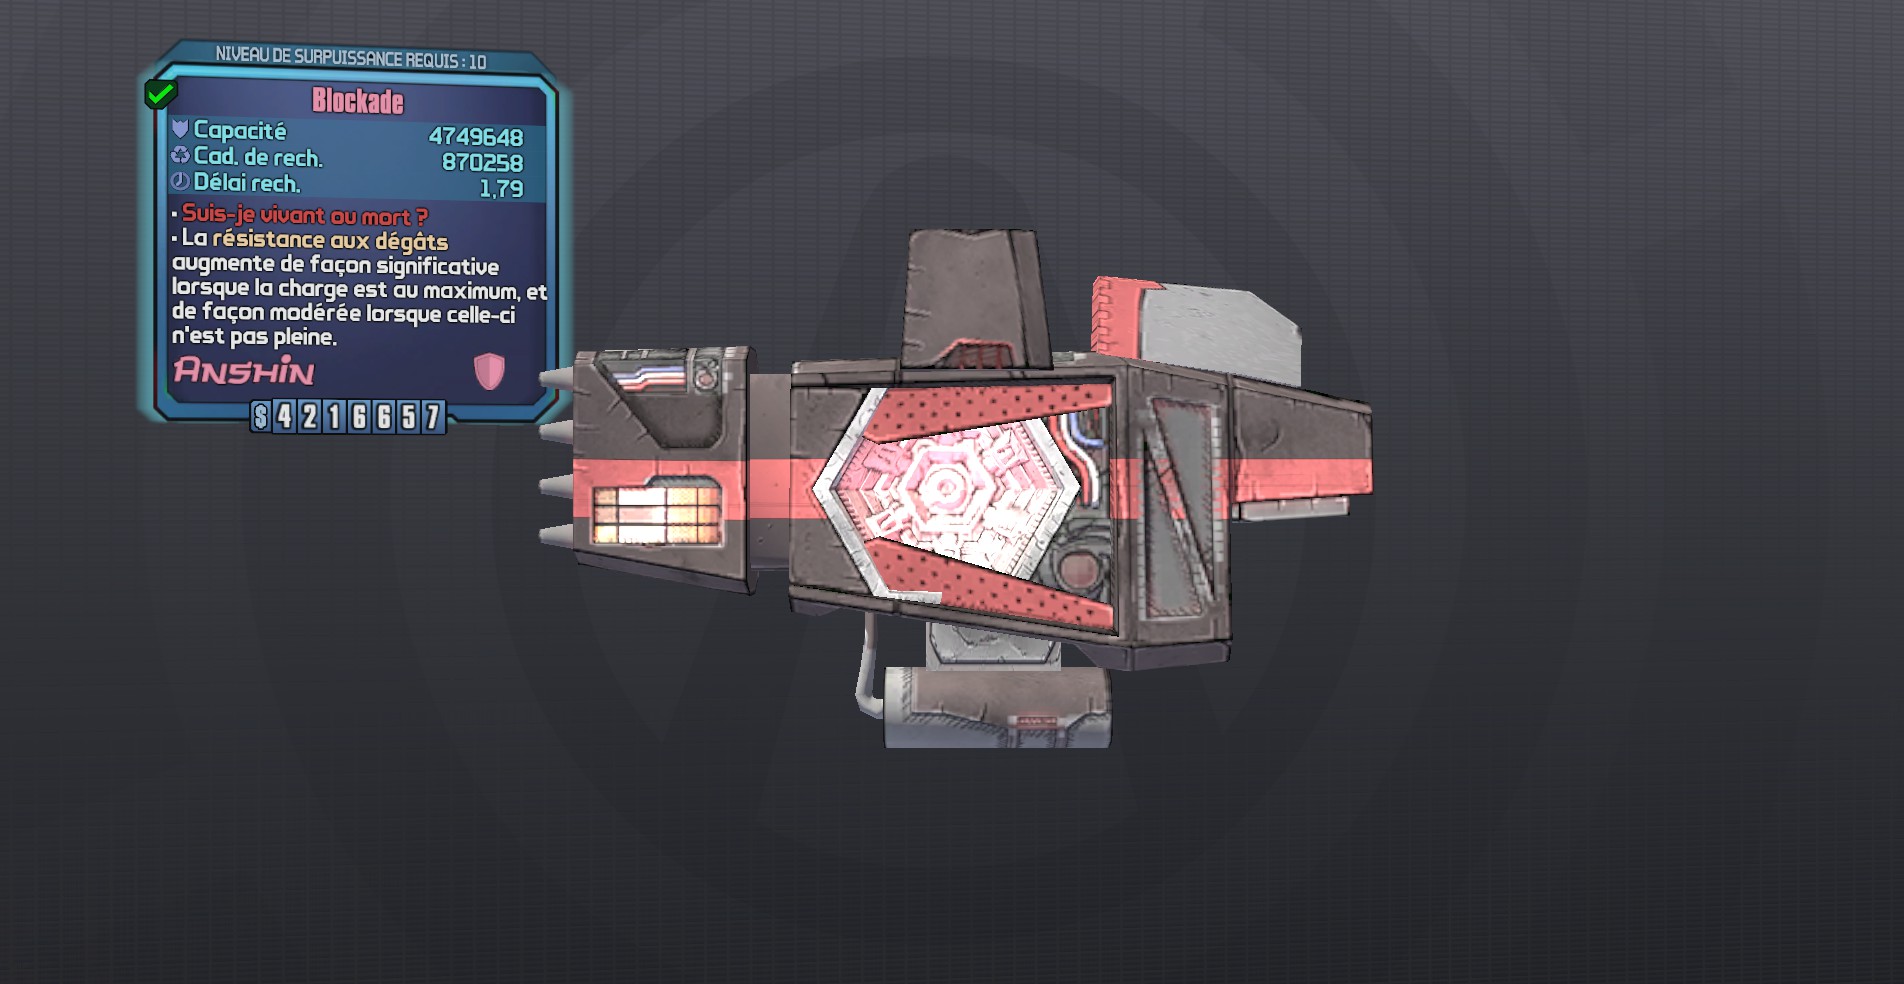 NIVEAU DE SURPUISSANCE REQUIS : 10
Blockade
Capacité 4749648
Cad. de rech. 870258
Délai rech. 1,79
• Suis-je vivant ou mort ?
• La résistance aux dégâts
augmente de façon significative
lorsque la charge est au maximum, et
de façon modérée lorsque celle-ci
n'est pas pleine.
ANSHIN
$4216657